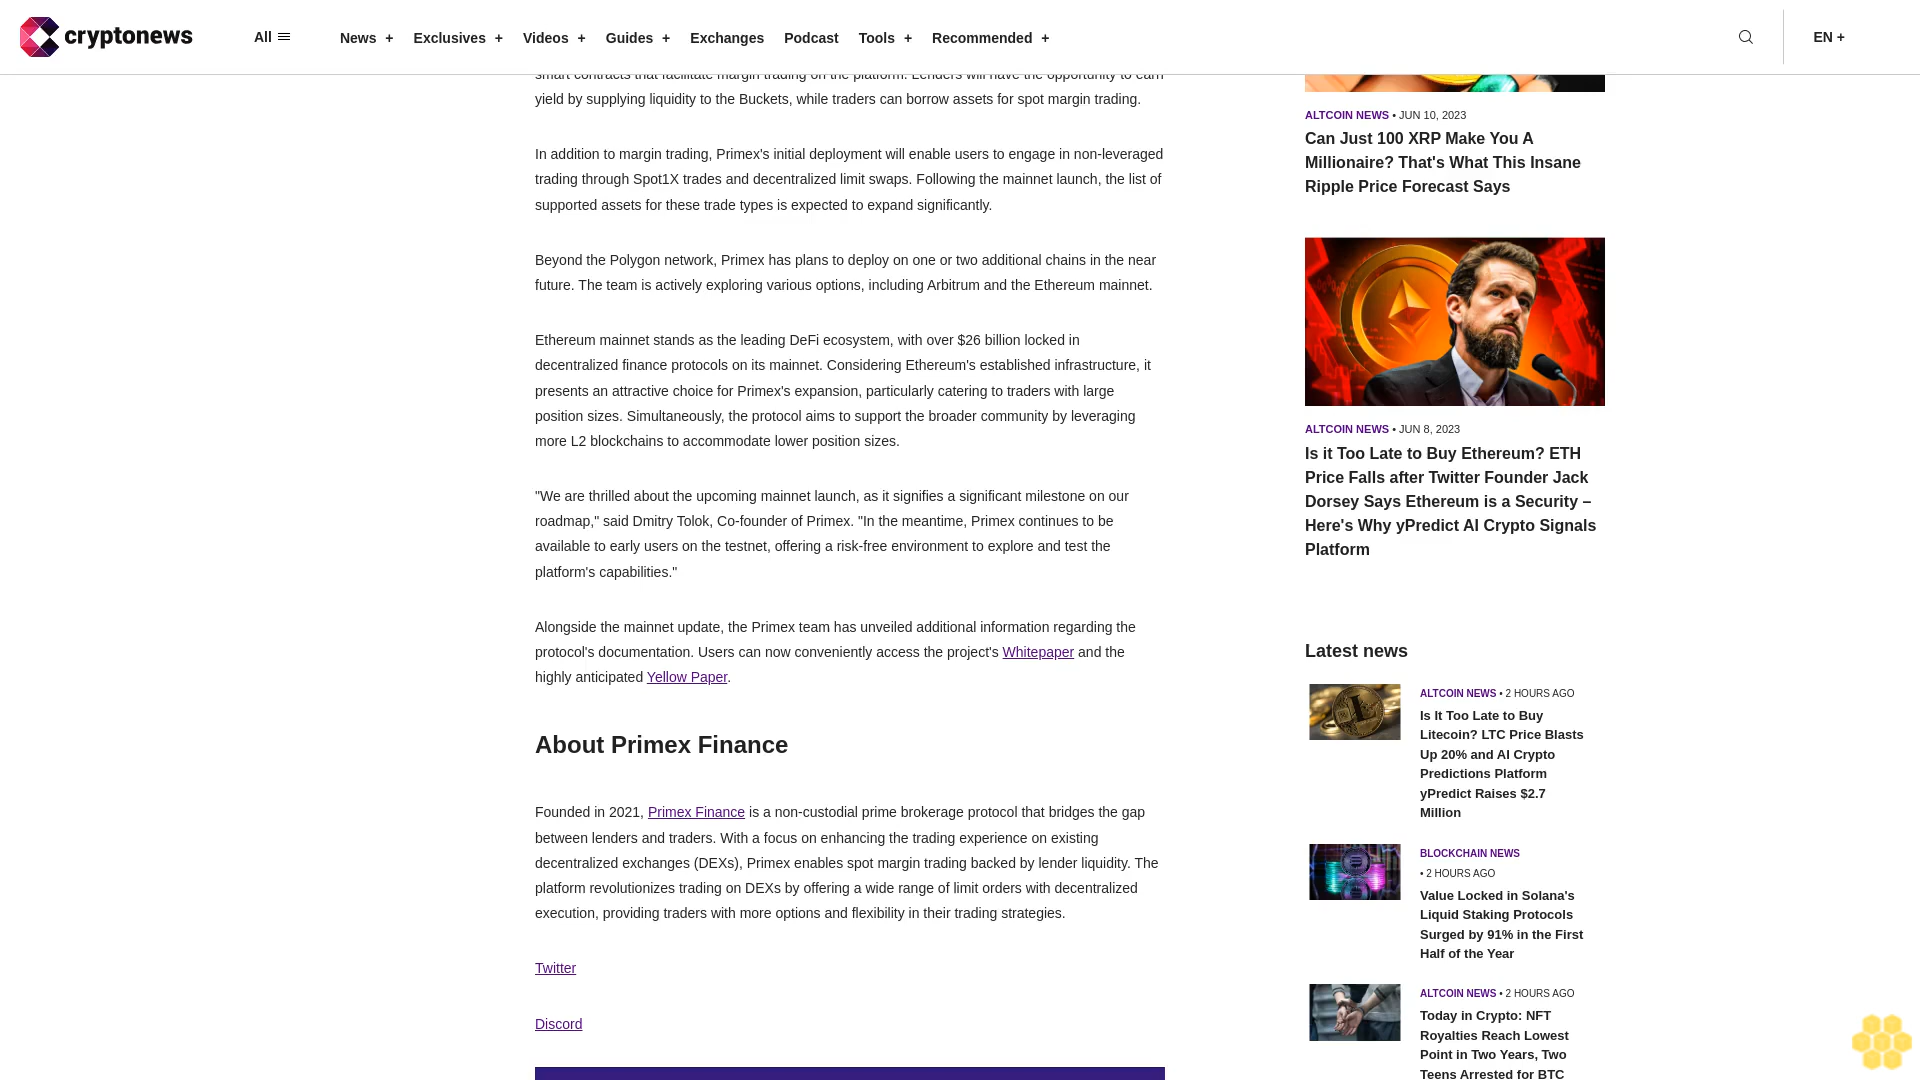 cryptonews
All
News +
Exclusives +
Videos +
Guides +
Exchanges
Podcast
Tools +
Recommended +
EN +
smart contracts that facilitate margin trading on the platform. Lenders will have the opportunity to earn
yield by supplying liquidity to the Buckets, while traders can borrow assets for spot margin trading.
In addition to margin trading, Primex's initial deployment will enable users to engage in non-leveraged
trading through Spot1X trades and decentralized limit swaps. Following the mainnet launch, the list of
supported assets for these trade types is expected to expand significantly.
Beyond the Polygon network, Primex has plans to deploy on one or two additional chains in the near
future. The team is actively exploring various options, including Arbitrum and the Ethereum mainnet.
Ethereum mainnet stands as the leading DeFi ecosystem, with over $26 billion locked in
decentralized finance protocols on its mainnet. Considering Ethereum's established infrastructure, it
presents an attractive choice for Primex's expansion, particularly catering to traders with large
position sizes. Simultaneously, the protocol aims to support the broader community by leveraging
more L2 blockchains to accommodate lower position sizes.
"We are thrilled about the upcoming mainnet launch, as it signifies a significant milestone on our
roadmap," said Dmitry Tolok, Co-founder of Primex. "In the meantime, Primex continues to be
available to early users on the testnet, offering a risk-free environment to explore and test the
platform's capabilities."
Alongside the mainnet update, the Primex team has unveiled additional information regarding the
protocol's documentation. Users can now conveniently access the project's Whitepaper and the
highly anticipated Yellow Paper.
About Primex Finance
Founded in 2021, Primex Finance is a non-custodial prime brokerage protocol that bridges the gap
between lenders and traders. With a focus on enhancing the trading experience on existing
decentralized exchanges (DEXs), Primex enables spot margin trading backed by lender liquidity. The
platform revolutionizes trading on DEXs by offering a wide range of limit orders with decentralized
execution, providing traders with more options and flexibility in their trading strategies.
Twitter
Discord
ALTCOIN NEWS • JUN 10, 2023
Can Just 100 XRP Make You A
Millionaire? That's What This Insane
Ripple Price Forecast Says
ALTCOIN NEWS • JUN 8, 2023
Is it Too Late to Buy Ethereum? ETH
Price Falls after Twitter Founder Jack
Dorsey Says Ethereum is a Security –
Here's Why yPredict AI Crypto Signals
Platform
Latest news
ALTCOIN NEWS • 2 HOURS AGO
Is It Too Late to Buy
Litecoin? LTC Price Blasts
Up 20% and AI Crypto
Predictions Platform
yPredict Raises $2.7
Million
BLOCKCHAIN NEWS
• 2 HOURS AGO
Value Locked in Solana's
Liquid Staking Protocols
Surged by 91% in the First
Half of the Year
ALTCOIN NEWS • 2 HOURS AGO
Today in Crypto: NFT
Royalties Reach Lowest
Point in Two Years, Two
Teens Arrested for BTC